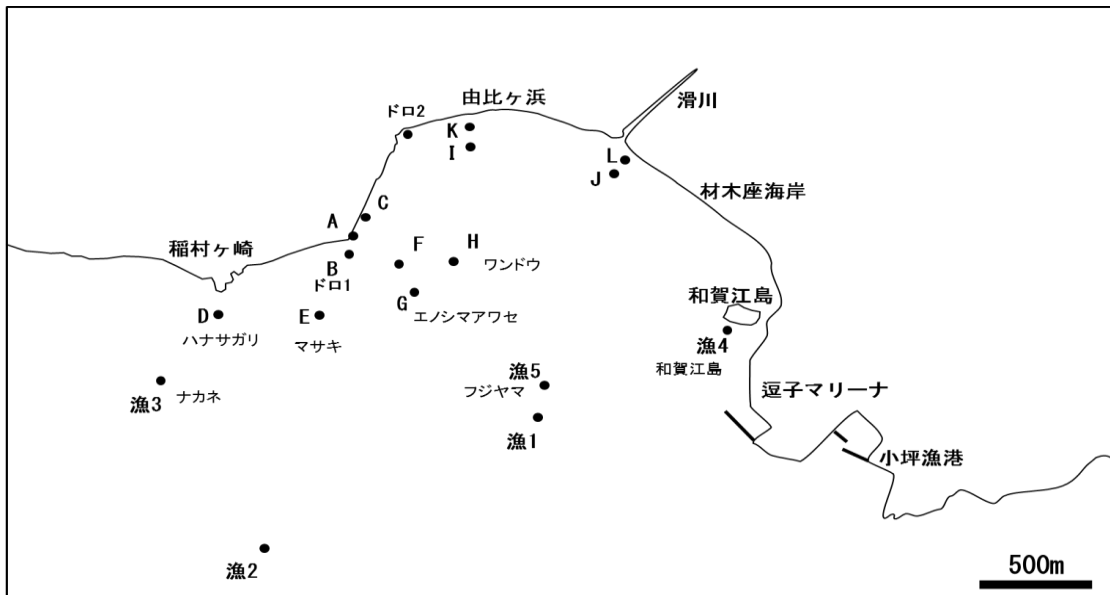 由比ヶ浜
滑川
ドロ2
K
I
L
J
材木座海岸
C
A
稲村ヶ崎
B
ドロ1
F
H
ワンドウ
G
エノシマアワセ
和賀江島
D
ハナサガリ
E
マサキ
漁4
和賀江島
漁3
ナカネ
漁5
フジヤマ
漁1
逗子マリーナ
小坪漁港
漁2
500m